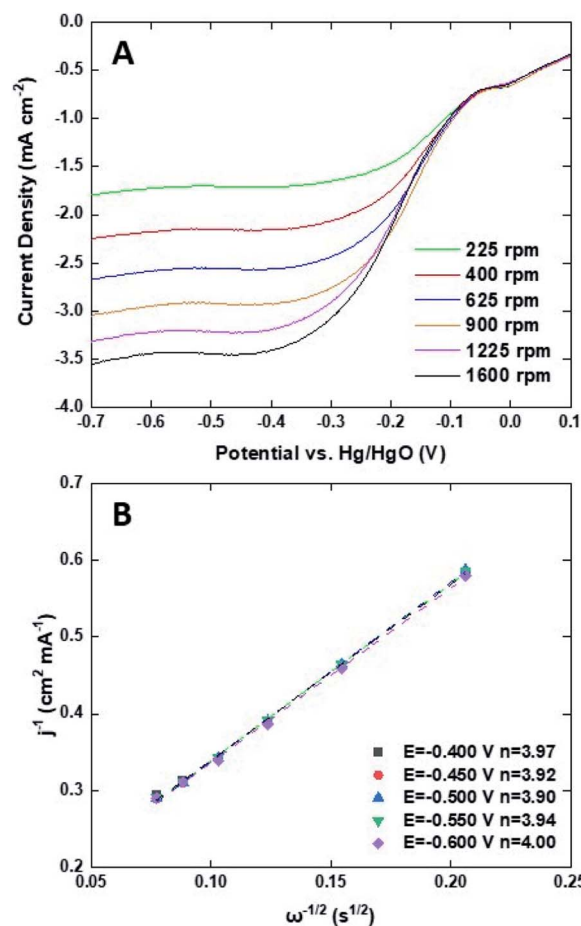 A
0.0
-0.5
-1.0
-1.5
-2.0
-2.5
-3.0
-3.5
-4.0
Current Density (mA cm⁻²)
225 rpm
400 rpm
625 rpm
900 rpm
1225 rpm
1600 rpm
-0.7 -0.6 -0.5 -0.4 -0.3 -0.2 -0.1 0.0 0.1
Potential vs. Hg/HgO (V)
B
0.7
0.6
0.5
0.4
0.3
0.2
j⁻¹ (cm² mA⁻¹)
E=-0.400 V n=3.97
E=-0.450 V n=3.92
E=-0.500 V n=3.90
E=-0.550 V n=3.94
E=-0.600 V n=4.00
0.05 0.10 0.15 0.20 0.25
ω⁻¹/² (s¹/²)